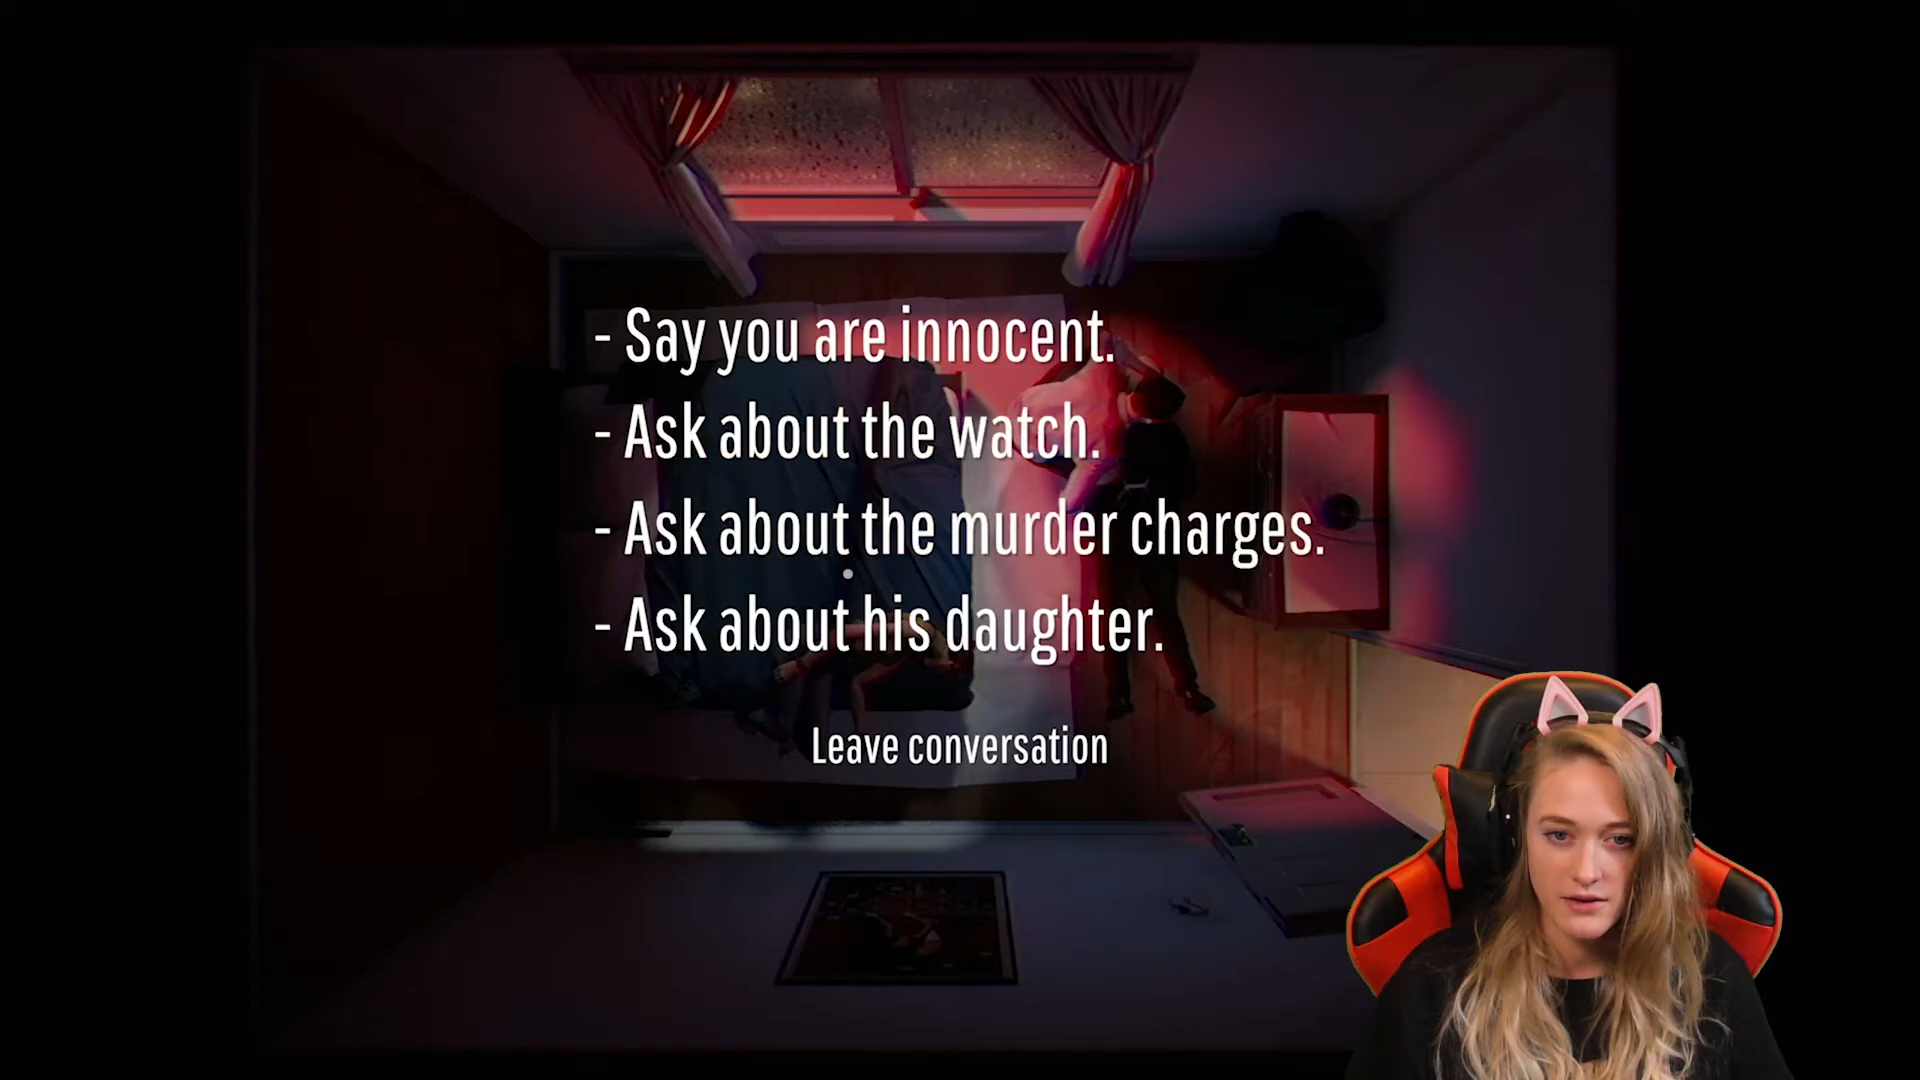 - Say you are innocent.
- Ask about the watch.
- Ask about the murder charges.
- Ask about his daughter.
Leave conversation